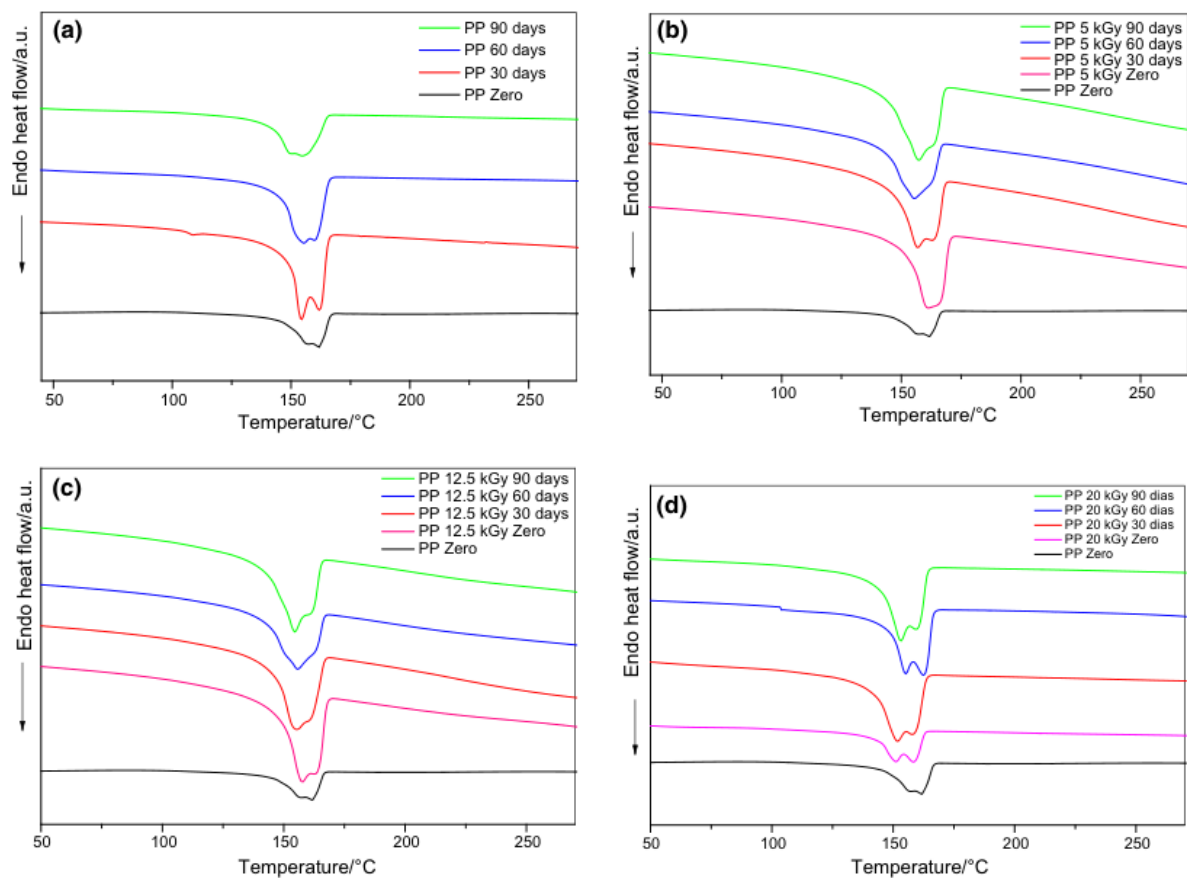 (a)
PP 90 days
PP 60 days
PP 30 days
PP Zero
Endo heat flow/a.u.
50 100 150 200 250
Temperature/°C
(b)
PP 5 kGy 90 days
PP 5 kGy 60 days
PP 5 kGy 30 days
PP 5 kGy Zero
PP Zero
Endo heat flow/a.u.
50 100 150 200 250
Temperature/°C
(c)
PP 12.5 kGy 90 days
PP 12.5 kGy 60 days
PP 12.5 kGy 30 days
PP 12.5 kGy Zero
PP Zero
Endo heat flow/a.u.
50 100 150 200 250
Temperature/°C
(d)
PP 20 kGy 90 dias
PP 20 kGy 60 dias
PP 20 kGy 30 dias
PP 20 kGy Zero
PP Zero
Endo heat flow/a.u.
50 100 150 200 250
Temperature/°C